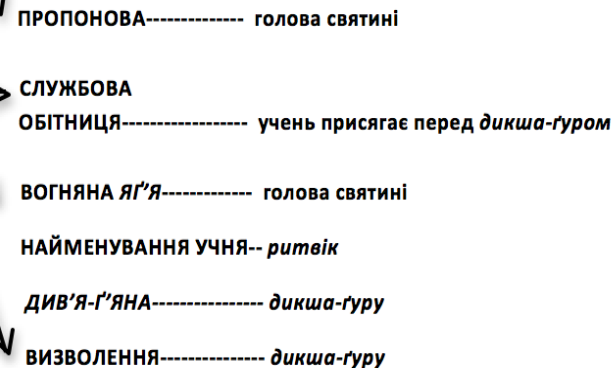 ПРОПОНОВА-------------- голова святині
СЛУЖБОВА
ОБІТНИЦЯ------------------ учень присягає перед дикша-ґуром
ВОГНЯНА ЯҐ’Я------------- голова святині
НАЙМЕНУВАННЯ УЧНЯ-- ритвік
ДИВ’Я-Ґ’ЯНА---------------- дикша-ґуру
ВИЗВОЛЕННЯ--------------- дикша-ґуру